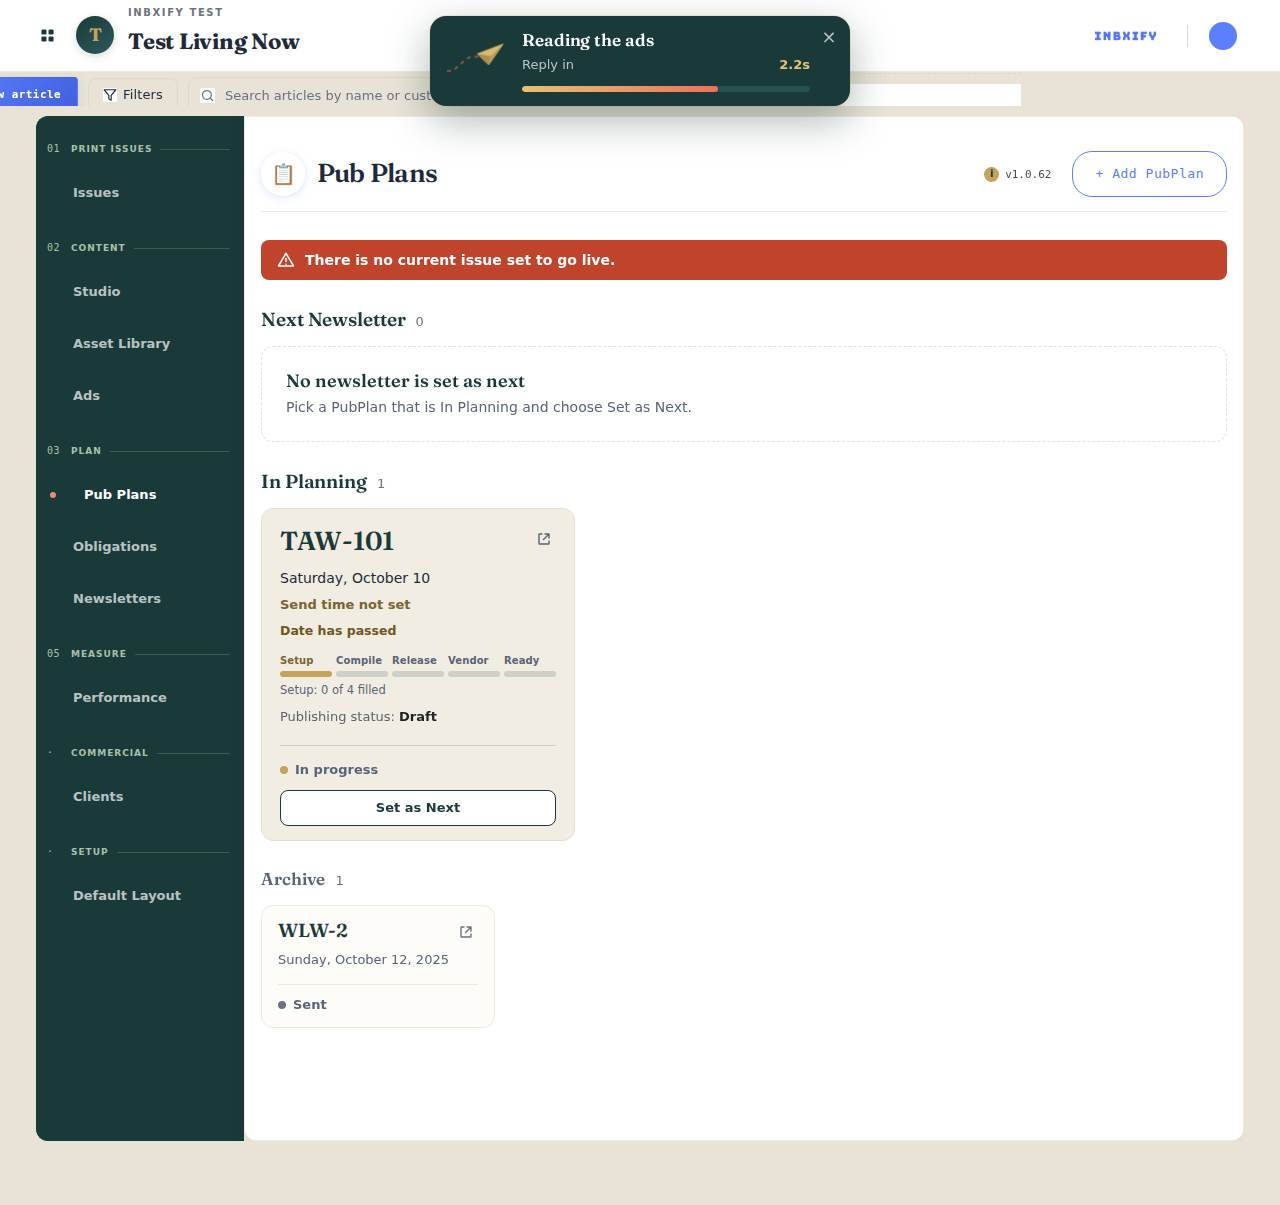 INBXIFY TEST
T
Test Living Now
Reading the ads
Reply in
2.2s
INBXIFY
article
Filters
Search articles by name or cust
01 PRINT ISSUES
Issues
02 CONTENT
Studio
Asset Library
Ads
03 PLAN
Pub Plans
Obligations
Newsletters
05 MEASURE
Performance
· COMMERCIAL
Clients
· SETUP
Default Layout
Pub Plans
i v1.0.62
+ Add PubPlan
There is no current issue set to go live.
Next Newsletter 0
No newsletter is set as next
Pick a PubPlan that is In Planning and choose Set as Next.
In Planning 1
TAW-101
Saturday, October 10
Send time not set
Date has passed
Setup Compile Release Vendor Ready
Setup: 0 of 4 filled
Publishing status: Draft
In progress
Set as Next
Archive 1
WLW-2
Sunday, October 12, 2025
Sent